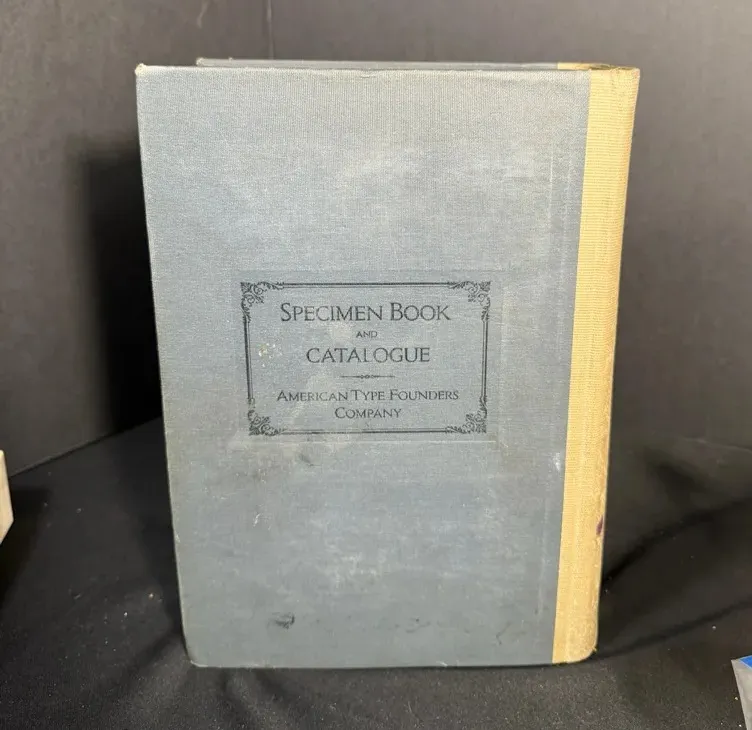 Specimen Book
and
Catalogue
American Type Founders
Company